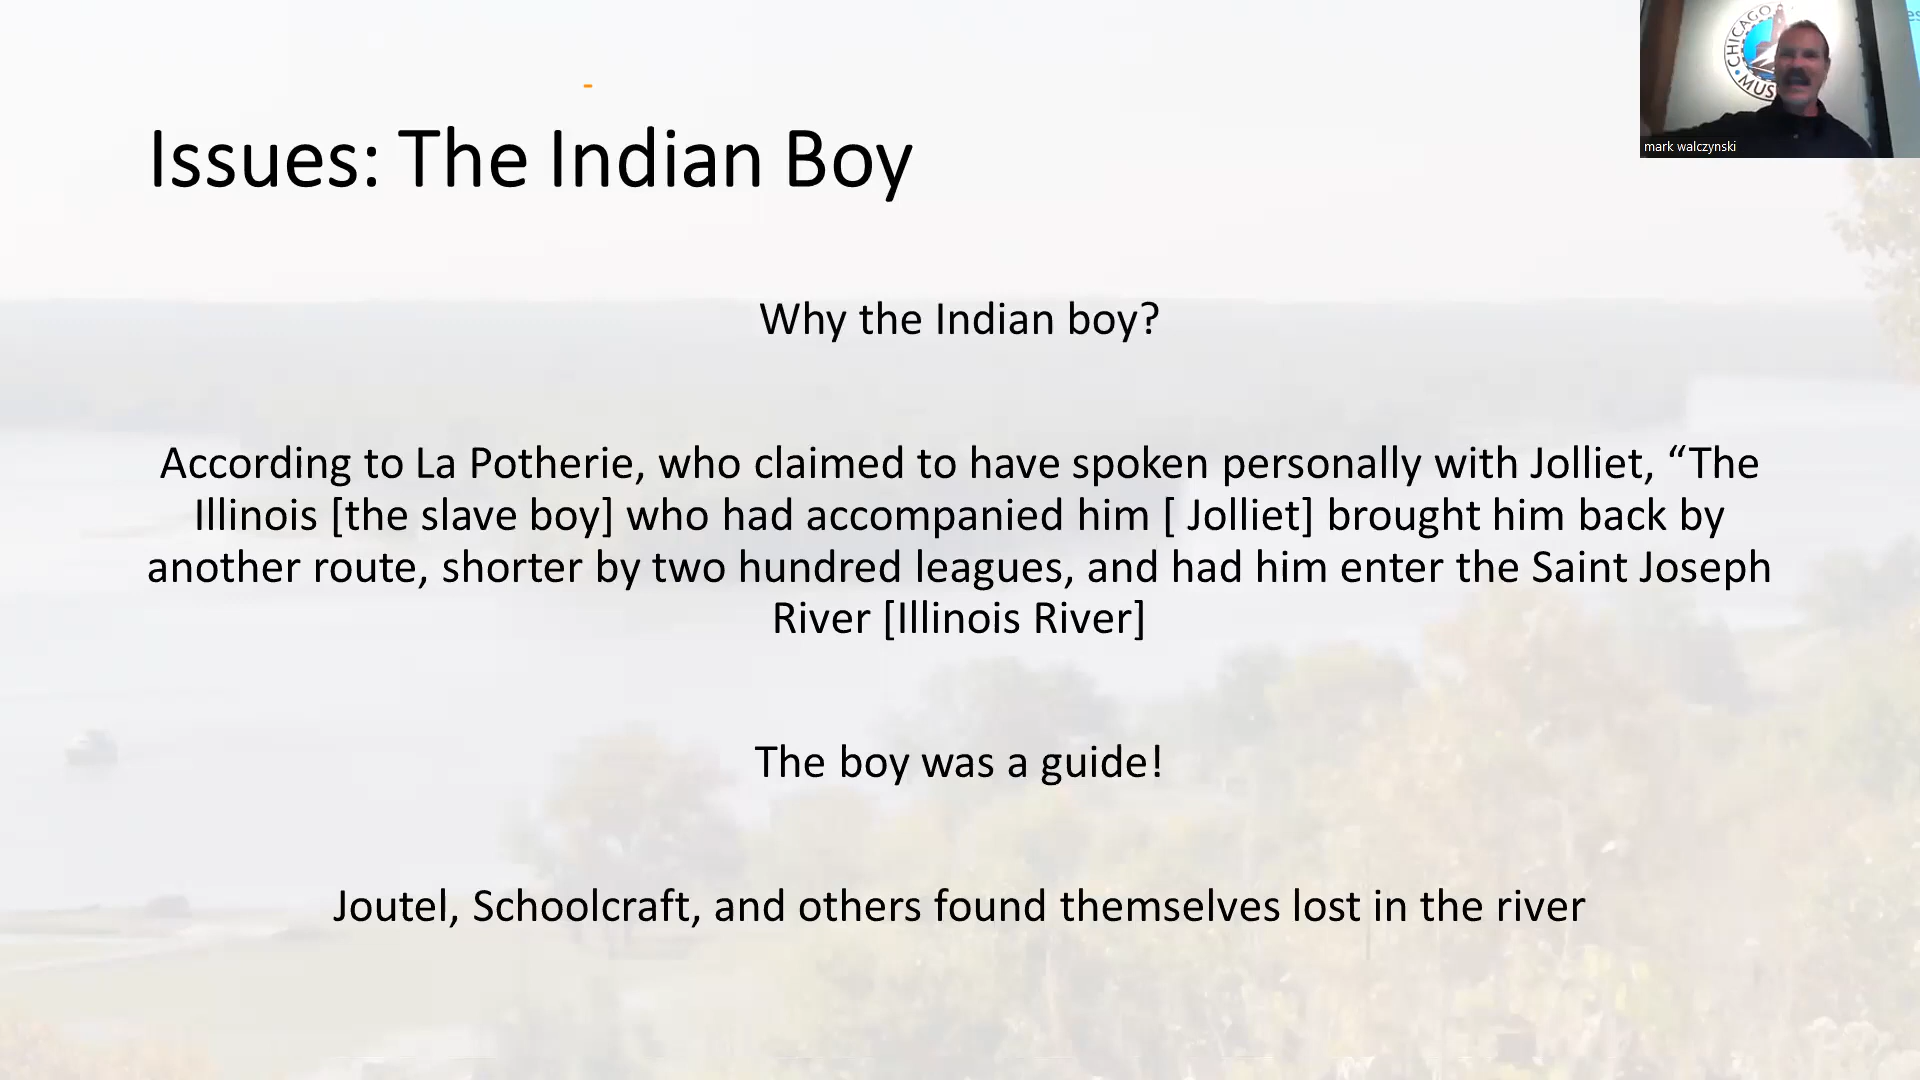 Issues: The Indian Boy
Why the Indian boy?
According to La Potherie, who claimed to have spoken personally with Jolliet, “The
Illinois [the slave boy] who had accompanied him [ Jolliet] brought him back by
another route, shorter by two hundred leagues, and had him enter the Saint Joseph
River [Illinois River]
The boy was a guide!
Joutel, Schoolcraft, and others found themselves lost in the river
CHICAGO
MUS
mark walczynski